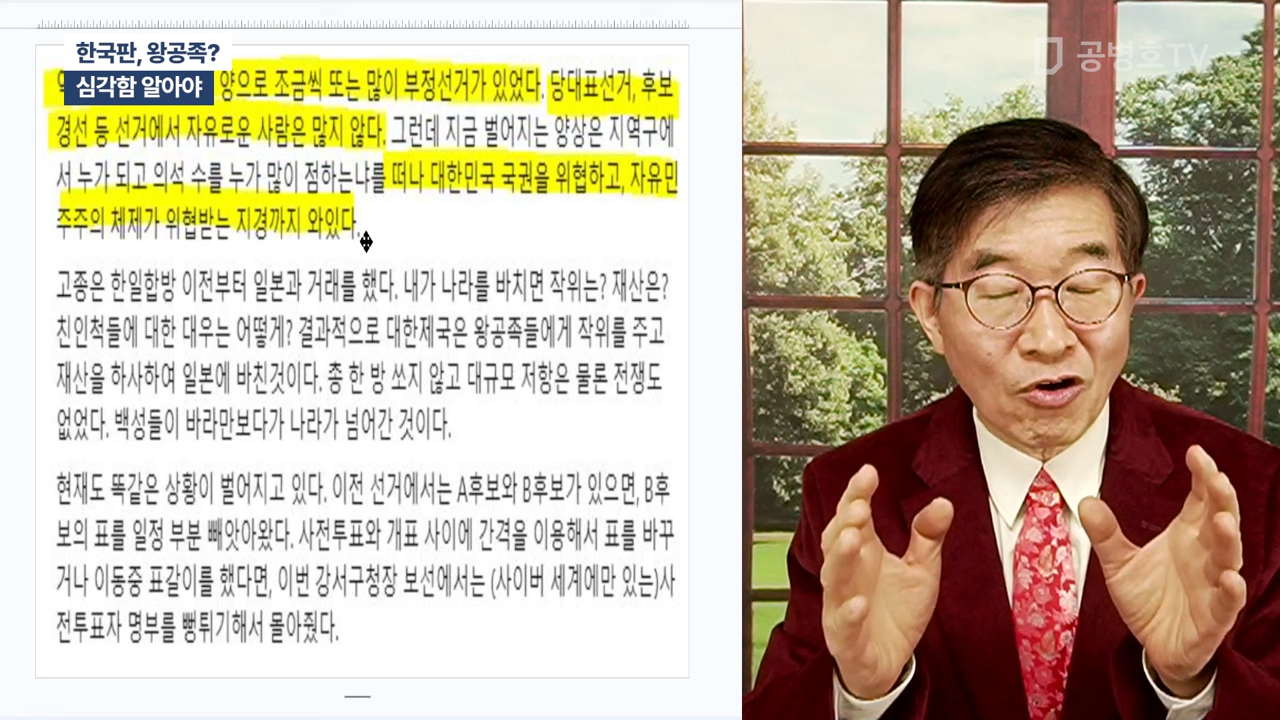 한국판, 왕공족?
심각함 알아야
공병호TV
양으로 조금씩 또는 많이 부정선거가 있었다. 당대표선거, 후보
경선 등 선거에서 자유로운 사람은 많지 않다. 그런데 지금 벌어지는 양상은 지역구에
서 누가 되고 의석 수를 누가 많이 점하는냐를 떠나 대한민국 국권을 위협하고, 자유민
주주의 체제가 위협받는 지경까지 와있다.
고종은 한일합방 이전부터 일본과 거래를 했다. 내가 나라를 바치면 작위는? 재산은?
친인척들에 대한 대우는 어떻게? 결과적으로 대한제국은 왕공족들에게 작위를 주고
재산을 하사하여 일본에 바친것이다. 총 한 방 쏘지 않고 대규모 저항은 물론 전쟁도
없었다. 백성들이 바라만보다가 나라가 넘어간 것이다.
현재도 똑같은 상황이 벌어지고 있다. 이전 선거에서는 A후보와 B후보가 있으면, B후
보의 표를 일정 부분 빼앗아왔다. 사전투표와 개표 사이에 간격을 이용해서 표를 바꾸
거나 이동중 표갈이를 했다면, 이번 강서구청장 보선에서는 (사이버 세계에만 있는)사
전투표자 명부를 뻥튀기해서 몰아줬다.